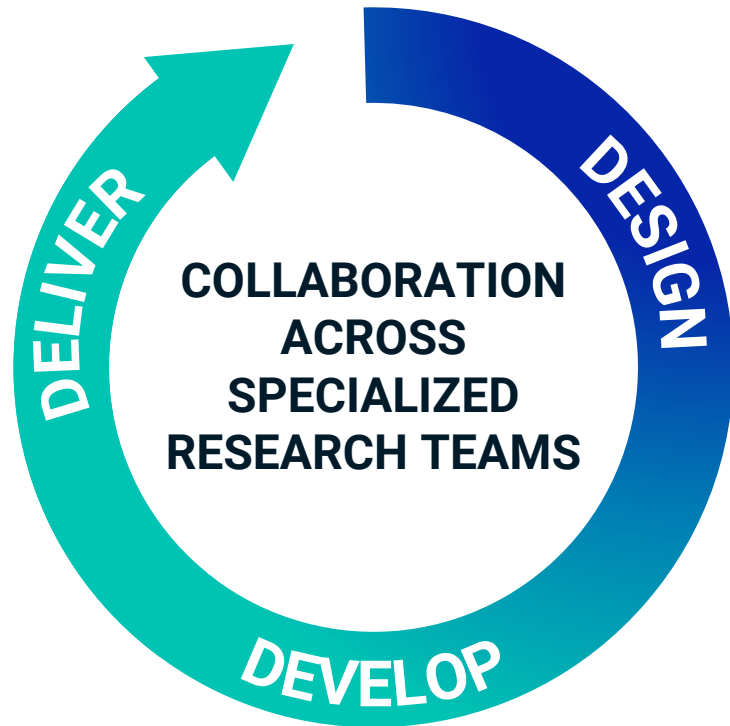 DESIGN
DEVELOP
DELIVER
COLLABORATION
ACROSS
SPECIALIZED
RESEARCH TEAMS